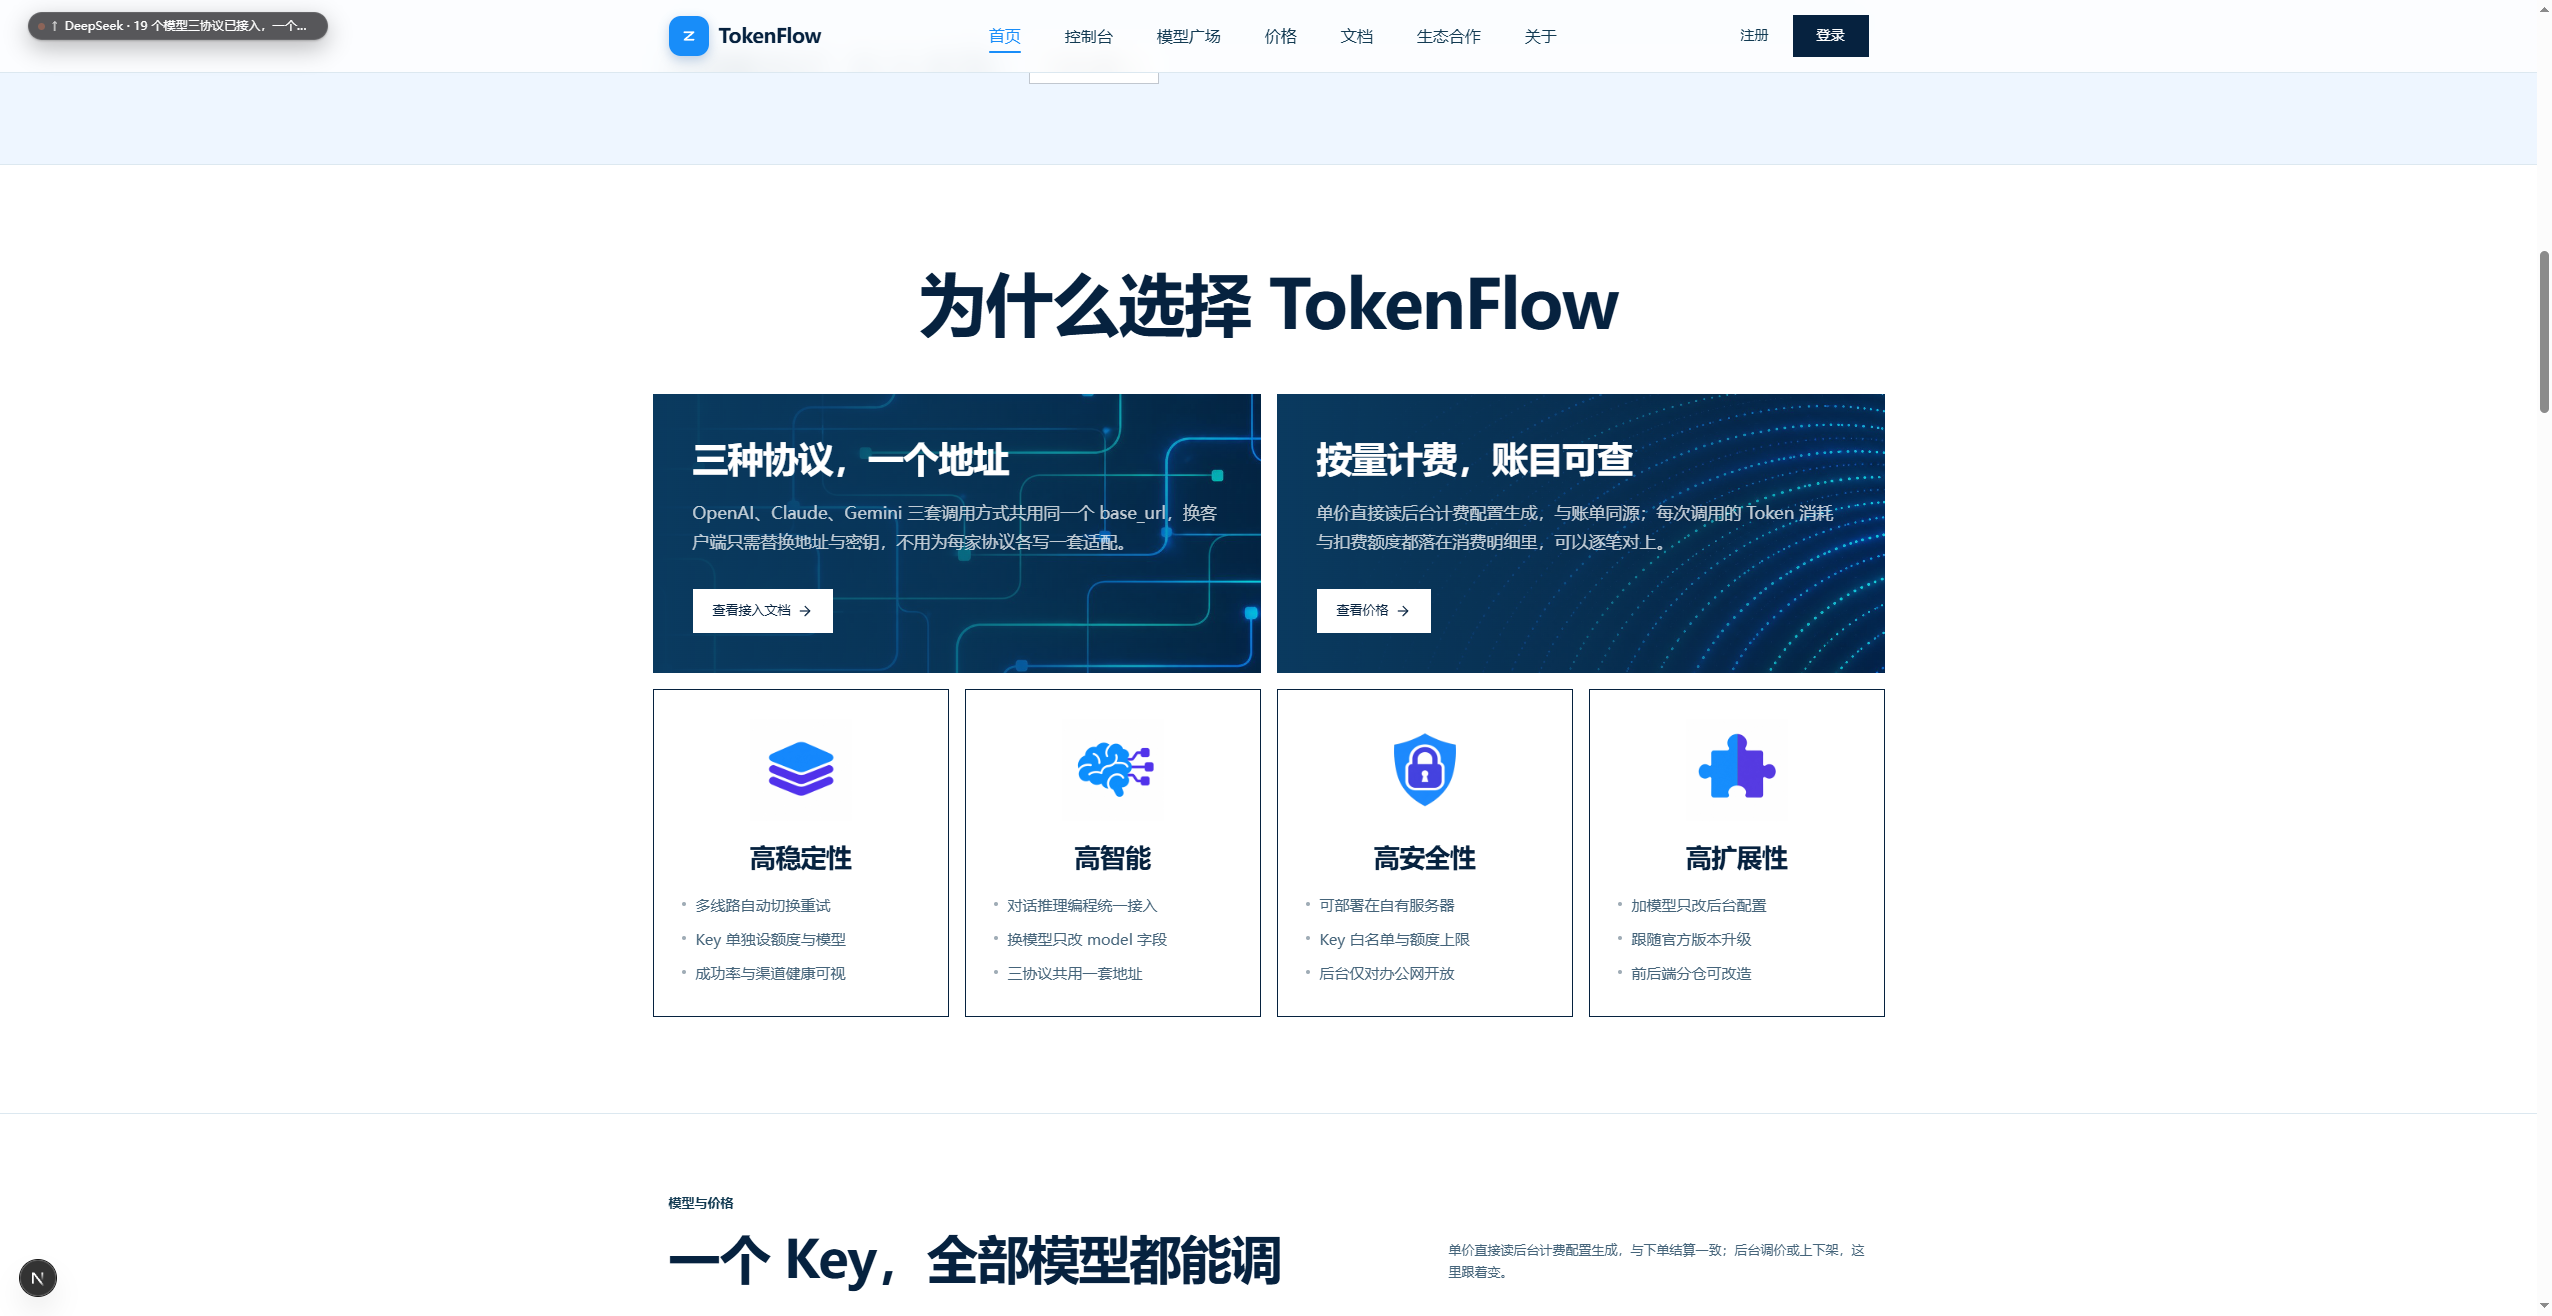 DeepSeek · 19 个模型三协议已接入，一个...
TokenFlow
首页
控制台
模型广场
价格
文档
生态合作
关于
注册
登录
为什么选择 TokenFlow
三种协议，一个地址
OpenAI、Claude、Gemini 三套调用方式共用同一个 base_url，换客
户端只需替换地址与密钥，不用为每家协议各写一套适配。
查看接入文档 →
按量计费，账目可查
单价直接读后台计费配置生成，与账单同源；每次调用的 Token 消耗
与扣费额度都落在消费明细里，可以逐笔对上。
查看价格 →
高稳定性
• 多线路自动切换重试
• Key 单独设额度与模型
• 成功率与渠道健康可视
高智能
• 对话推理编程统一接入
• 换模型只改 model 字段
• 三协议共用一套地址
高安全性
• 可部署在自有服务器
• Key 白名单与额度上限
• 后台仅对办公网开放
高扩展性
• 加模型只改后台配置
• 跟随官方版本升级
• 前后端分仓可改造
模型与价格
一个 Key，全部模型都能调
单价直接读后台计费配置生成，与下单结算一致；后台调价或上下架，这
里跟着变。
N